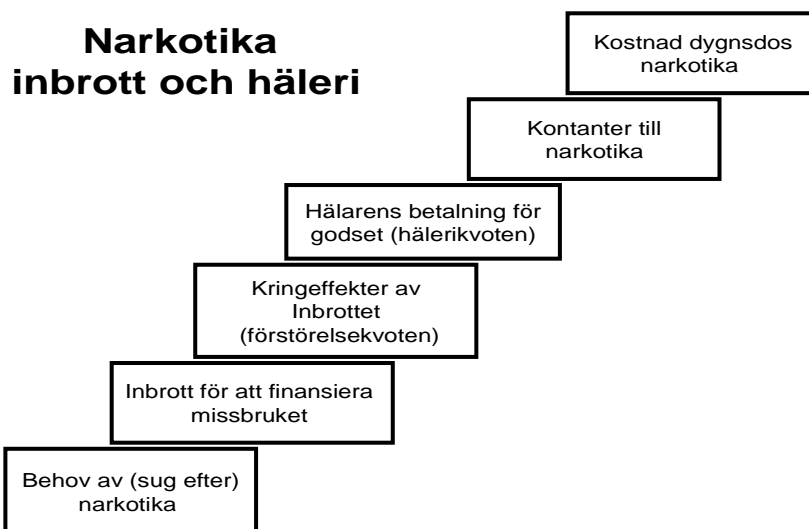 Narkotika
inbrott och häleri
Kostnad dygnsdos
narkotika
Kontanter till
narkotika
Hälarens betalning för
godset (hälerikvoten)
Kringeffekter av
Inbrottet
(förstörelsekvoten)
Inbrott för att finansiera
missbruket
Behov av (sug efter)
narkotika